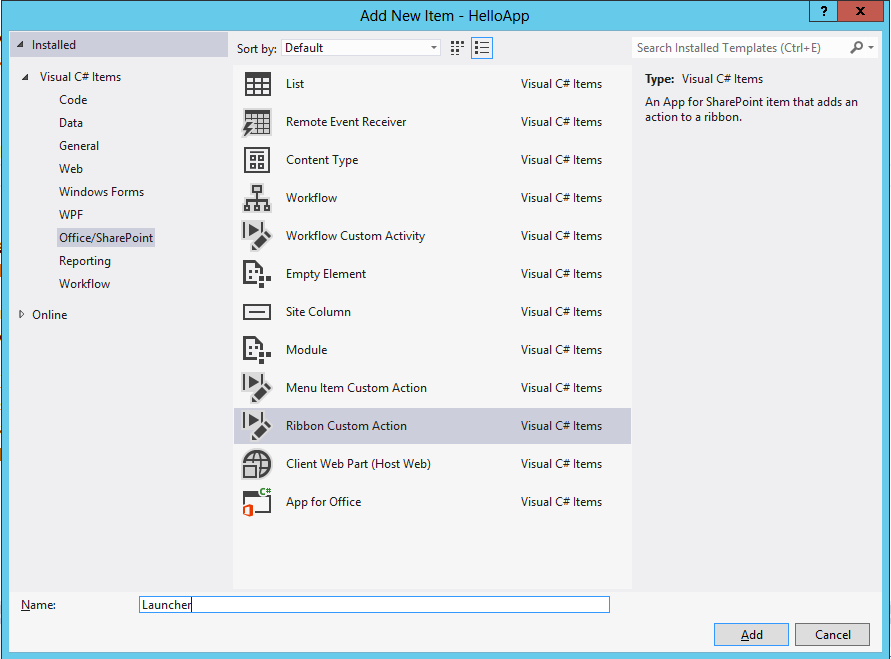 Add New Item - HelloApp
?
x
Installed
Sort by: Default
Search Installed Templates (Ctrl+E)
Visual C# Items
Code
Data
General
Web
Windows Forms
WPF
Office/SharePoint
Reporting
Workflow
Online
List Visual C# Items
Remote Event Receiver Visual C# Items
Content Type Visual C# Items
Workflow Visual C# Items
Workflow Custom Activity Visual C# Items
Empty Element Visual C# Items
Site Column Visual C# Items
Module Visual C# Items
Menu Item Custom Action Visual C# Items
Ribbon Custom Action Visual C# Items
Client Web Part (Host Web) Visual C# Items
C#
App for Office Visual C# Items
Type: Visual C# Items
An App for SharePoint item that adds an
action to a ribbon.
Name: Launcher
Add Cancel